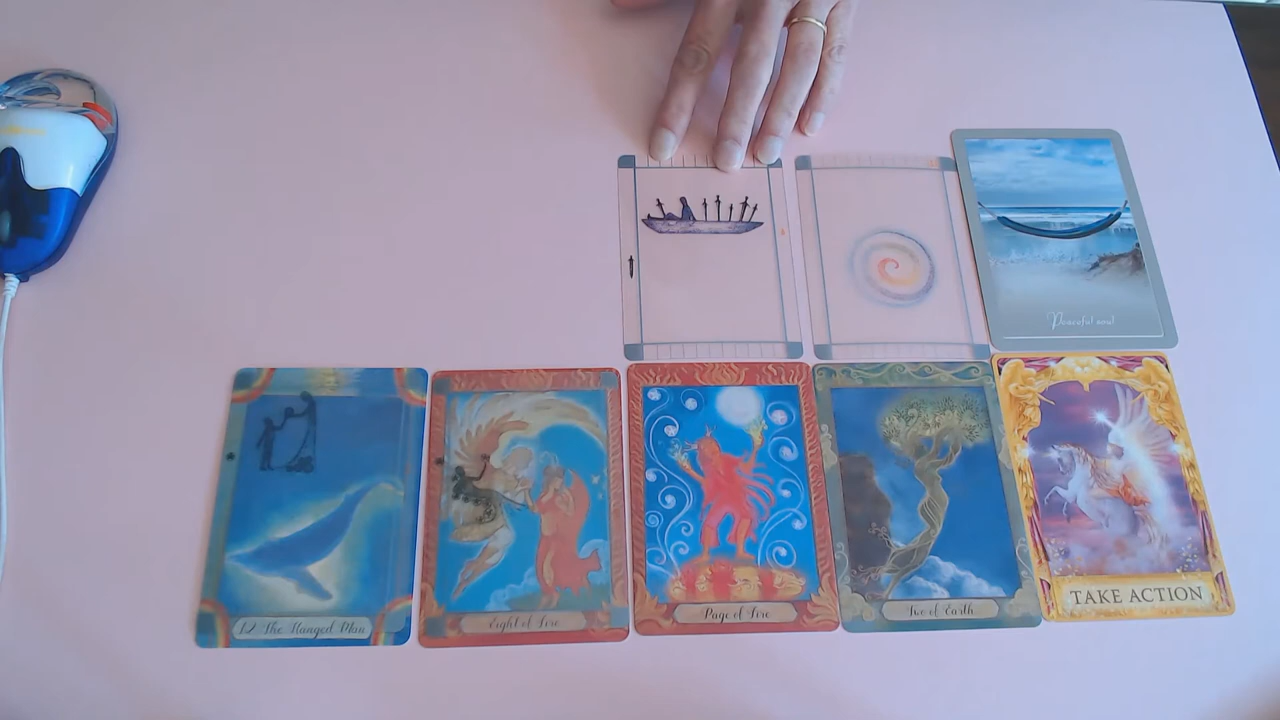 Peaceful soul
12 The Hanged Man
Eight of Fire
Page of Fire
Two of Earth
TAKE ACTION